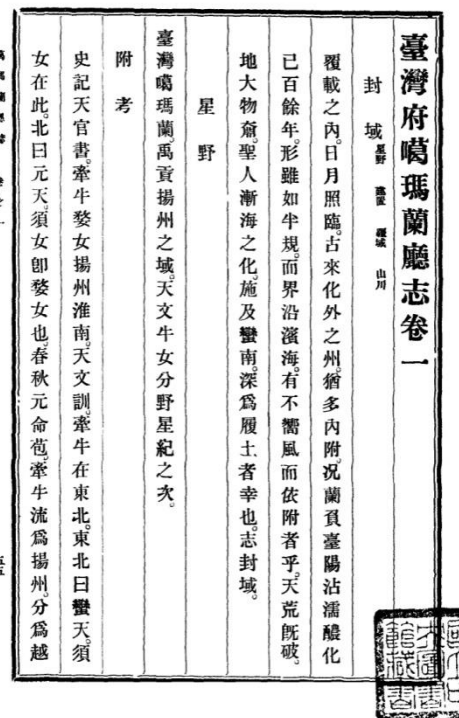 臺灣府噶瑪蘭廳志卷一
封域 星野 建置 疆域 山川
覆載之內。日月照臨。古來化外之州。猶多內附。况蘭負臺陽沾濡醲化
已百餘年。形雖如半規。而界沿濱海。有不嚮風而依附者乎。天荒旣破。
地大物奫。聖人漸海之化。施及蠻南。深爲履土者幸也。志封域。
星野
臺灣噶瑪蘭。禹貢揚州之域。天文牛女分野星紀之次。
附考
史記天官書。牽牛婺女揚州淮南。天文訓。牽牛在東北。東北曰蠻天。須
女在此。北曰元天。須女卽婺女也。春秋元命苞。牽牛流爲揚州。分爲越